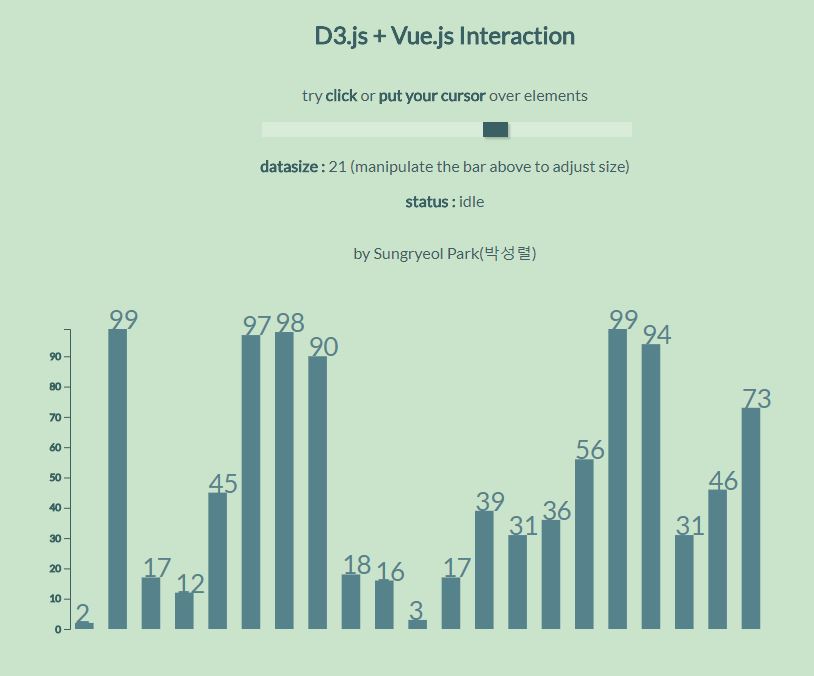 D3.js + Vue.js Interaction
try click or put your cursor over elements
datasize : 21 (manipulate the bar above to adjust size)
status : idle
by Sungryeol Park(박성렬)
2 99 17 12 45 97 98 90 18 16 3 17 39 31 36 56 99 94 31 46 73
90
80
70
60
50
40
30
20
10
0